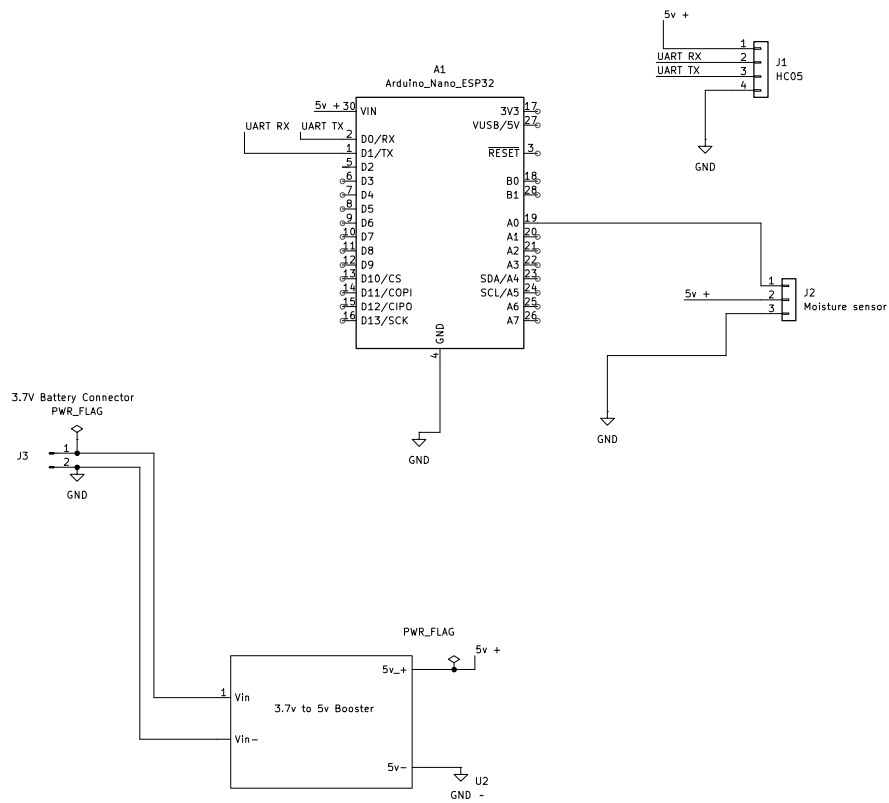 5v +
1
UART RX 2
UART TX 3
4
J1
HC05
GND
A1
Arduino_Nano_ESP32
5v + 30 VIN
UART RX UART TX
2 D0/RX
1 D1/TX
5 D2
6 D3
7 D4
8 D5
9 D6
10 D7
11 D8
12 D9
13 D10/CS
14 D11/COPI
15 D12/CIPO
16 D13/SCK
3V3 17
VUSB/5V 27
RESET 3
B0 18
B1 28
A0 19
A1 20
A2 21
A3 22
SDA/A4 23
SCL/A5 24
A6 25
A7 26
GND
4
GND
1
5v + 2
3
J2
Moisture sensor
GND
3.7V Battery Connector
PWR_FLAG
J3
1
2
GND
PWR_FLAG
5v +
5v_+
1 Vin
3.7v to 5v Booster
Vin-
5v-
U2
GND -